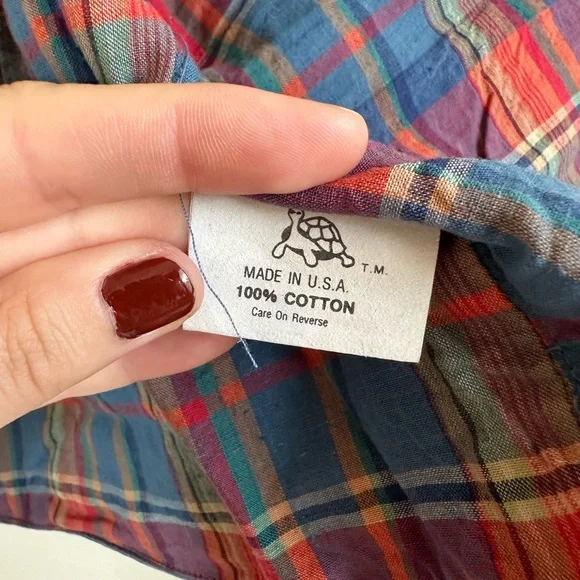 T.M.
MADE IN U.S.A.
100% COTTON
Care On Reverse